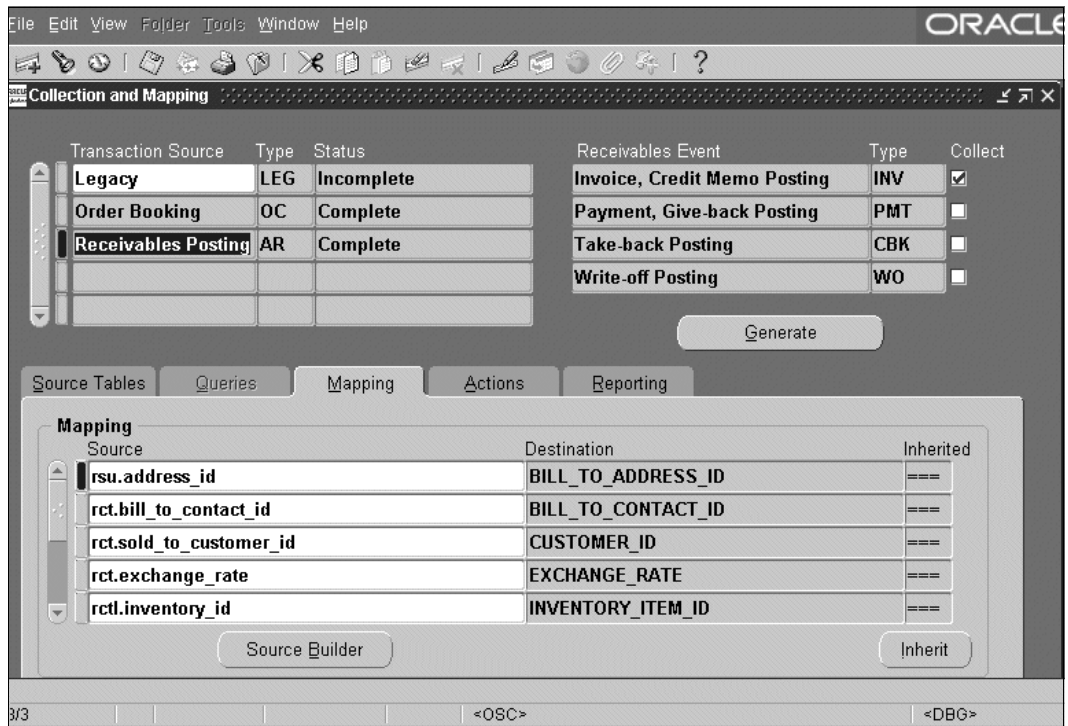 File Edit View Folder Tools Window Help ORACLE
?
Collection and Mapping
Transaction Source Type Status Receivables Event Type Collect
Legacy LEG Incomplete Invoice, Credit Memo Posting INV
Order Booking OC Complete Payment, Give-back Posting PMT
Receivables Posting AR Complete Take-back Posting CBK
Write-off Posting WO
Generate
Source Tables Queries Mapping Actions Reporting
Mapping
Source Destination Inherited
rsu.address_id BILL_TO_ADDRESS_ID ===
rct.bill_to_contact_id BILL_TO_CONTACT_ID ===
rct.sold_to_customer_id CUSTOMER_ID ===
rct.exchange_rate EXCHANGE_RATE ===
rctl.inventory_id INVENTORY_ITEM_ID ===
Source Builder Inherit
3/3 <OSC> <DBG>